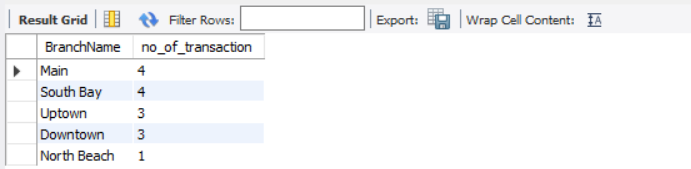 Result Grid Filter Rows: Export: Wrap Cell Content: IA
BranchName no_of_transaction
Main 4
South Bay 4
Uptown 3
Downtown 3
North Beach 1